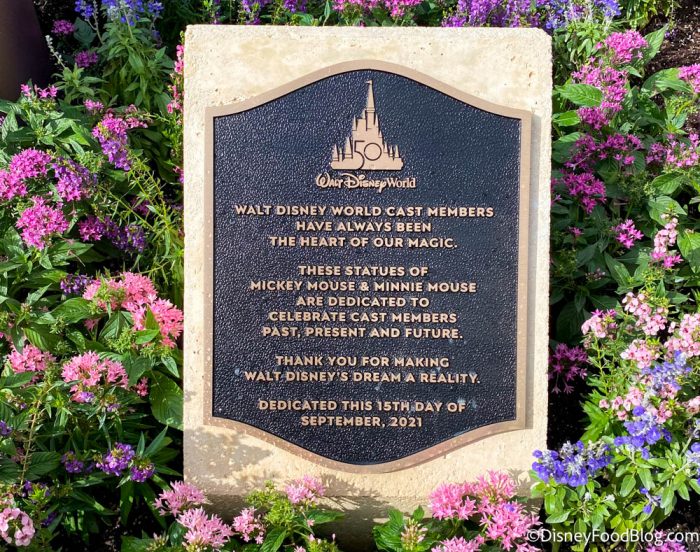 50
Walt Disney World
WALT DISNEY WORLD CAST MEMBERS
HAVE ALWAYS BEEN
THE HEART OF OUR MAGIC.
THESE STATUES OF
MICKEY MOUSE & MINNIE MOUSE
ARE DEDICATED TO
CELEBRATE CAST MEMBERS
PAST, PRESENT AND FUTURE.
THANK YOU FOR MAKING
WALT DISNEY'S DREAM A REALITY.
DEDICATED THIS 15TH DAY OF
SEPTEMBER, 2021
©DisneyFoodBlog.com